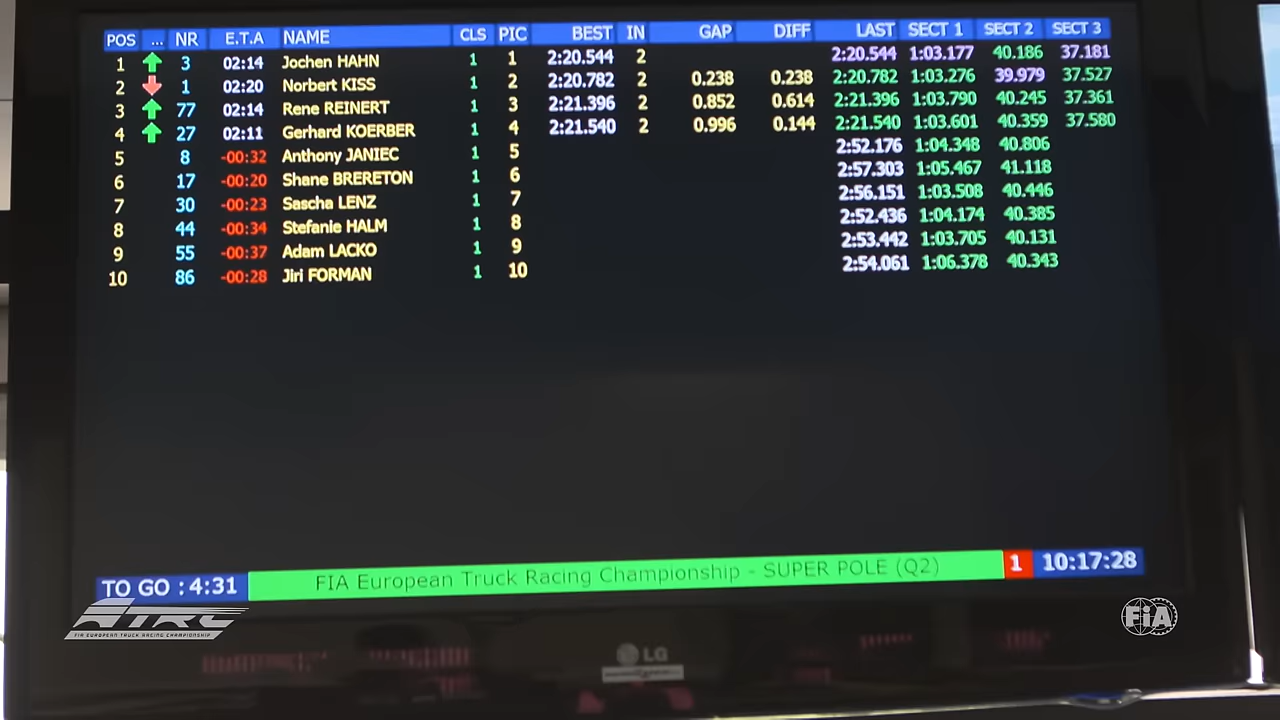 POS ... NR E.T.A NAME CLS PIC BEST IN GAP DIFF LAST SECT 1 SECT 2 SECT 3
1 3 02:14 Jochen HAHN 1 1 2:20.544 2 2:20.544 1:03.177 40.186 37.181
2 1 02:20 Norbert KISS 1 2 2:20.782 2 0.238 0.238 2:20.782 1:03.276 39.979 37.527
3 77 02:14 Rene REINERT 1 3 2:21.396 2 0.852 0.614 2:21.396 1:03.790 40.245 37.361
4 27 02:11 Gerhard KOERBER 1 4 2:21.540 2 0.996 0.144 2:21.540 1:03.601 40.359 37.580
5 8 -00:32 Anthony JANIEC 1 5 2:52.176 1:04.348 40.806
6 17 -00:20 Shane BRERETON 1 6 2:57.303 1:05.467 41.118
7 30 -00:23 Sascha LENZ 1 7 2:56.151 1:03.508 40.446
8 44 -00:34 Stefanie HALM 1 8 2:52.436 1:04.174 40.385
9 55 -00:37 Adam LACKO 1 9 2:53.442 1:03.705 40.131
10 86 -00:28 Jiri FORMAN 1 10 2:54.061 1:06.378 40.343
TO GO : 4:31 FIA European Truck Racing Championship - SUPER POLE (Q2) 1 10:17:28
ETRC
FIA EUROPEAN TRUCK RACING CHAMPIONSHIP
FiA
LG